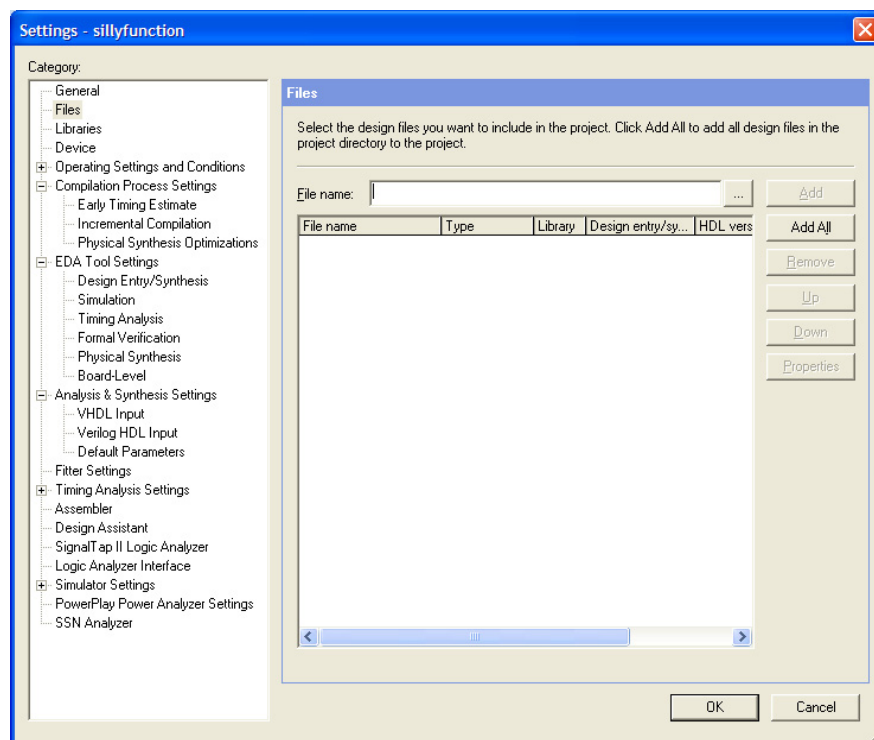 Settings - sillyfunction
Category:
General
Files
Libraries
Device
Operating Settings and Conditions
Compilation Process Settings
Early Timing Estimate
Incremental Compilation
Physical Synthesis Optimizations
EDA Tool Settings
Design Entry/Synthesis
Simulation
Timing Analysis
Formal Verification
Physical Synthesis
Board-Level
Analysis & Synthesis Settings
VHDL Input
Verilog HDL Input
Default Parameters
Fitter Settings
Timing Analysis Settings
Assembler
Design Assistant
SignalTap II Logic Analyzer
Logic Analyzer Interface
Simulator Settings
PowerPlay Power Analyzer Settings
SSN Analyzer
Files
Select the design files you want to include in the project. Click Add All to add all design files in the
project directory to the project.
File name: ... Add
File name Type Library Design entry/sy... HDL vers
Add All
Remove
Up
Down
Properties
OK Cancel